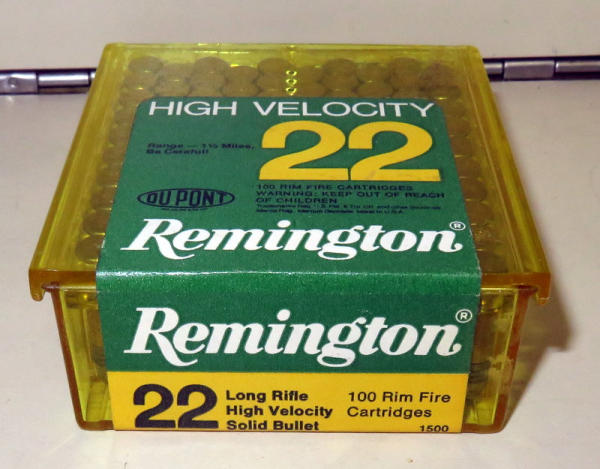 HIGH VELOCITY
22
Range — 1½ Miles,
Be Careful!
100 RIM FIRE CARTRIDGES
WARNING: KEEP OUT OF REACH
OF CHILDREN
DU PONT
Remington®
Remington®
22
Long Rifle
High Velocity
Solid Bullet
100 Rim Fire
Cartridges
1500